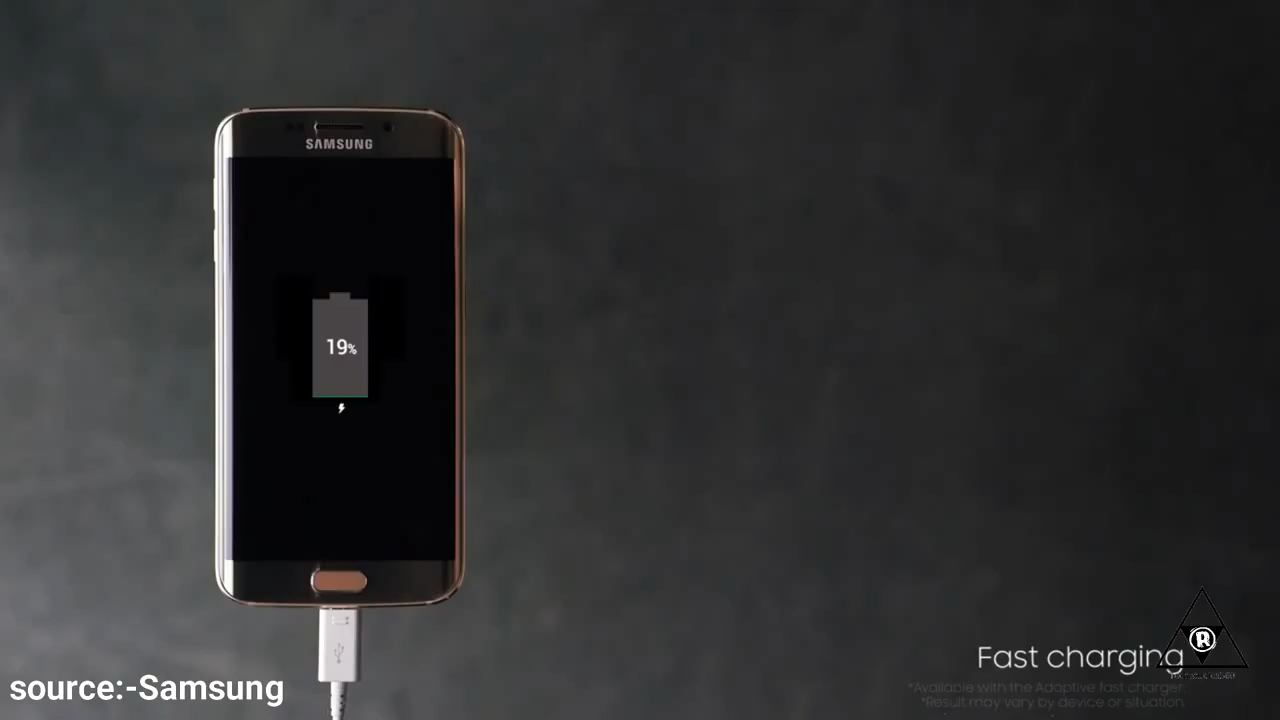 SAMSUNG
19%
Fast charging
*Available with the Adaptive fast charger.
*Result may vary by device or situation.
source:-Samsung
R